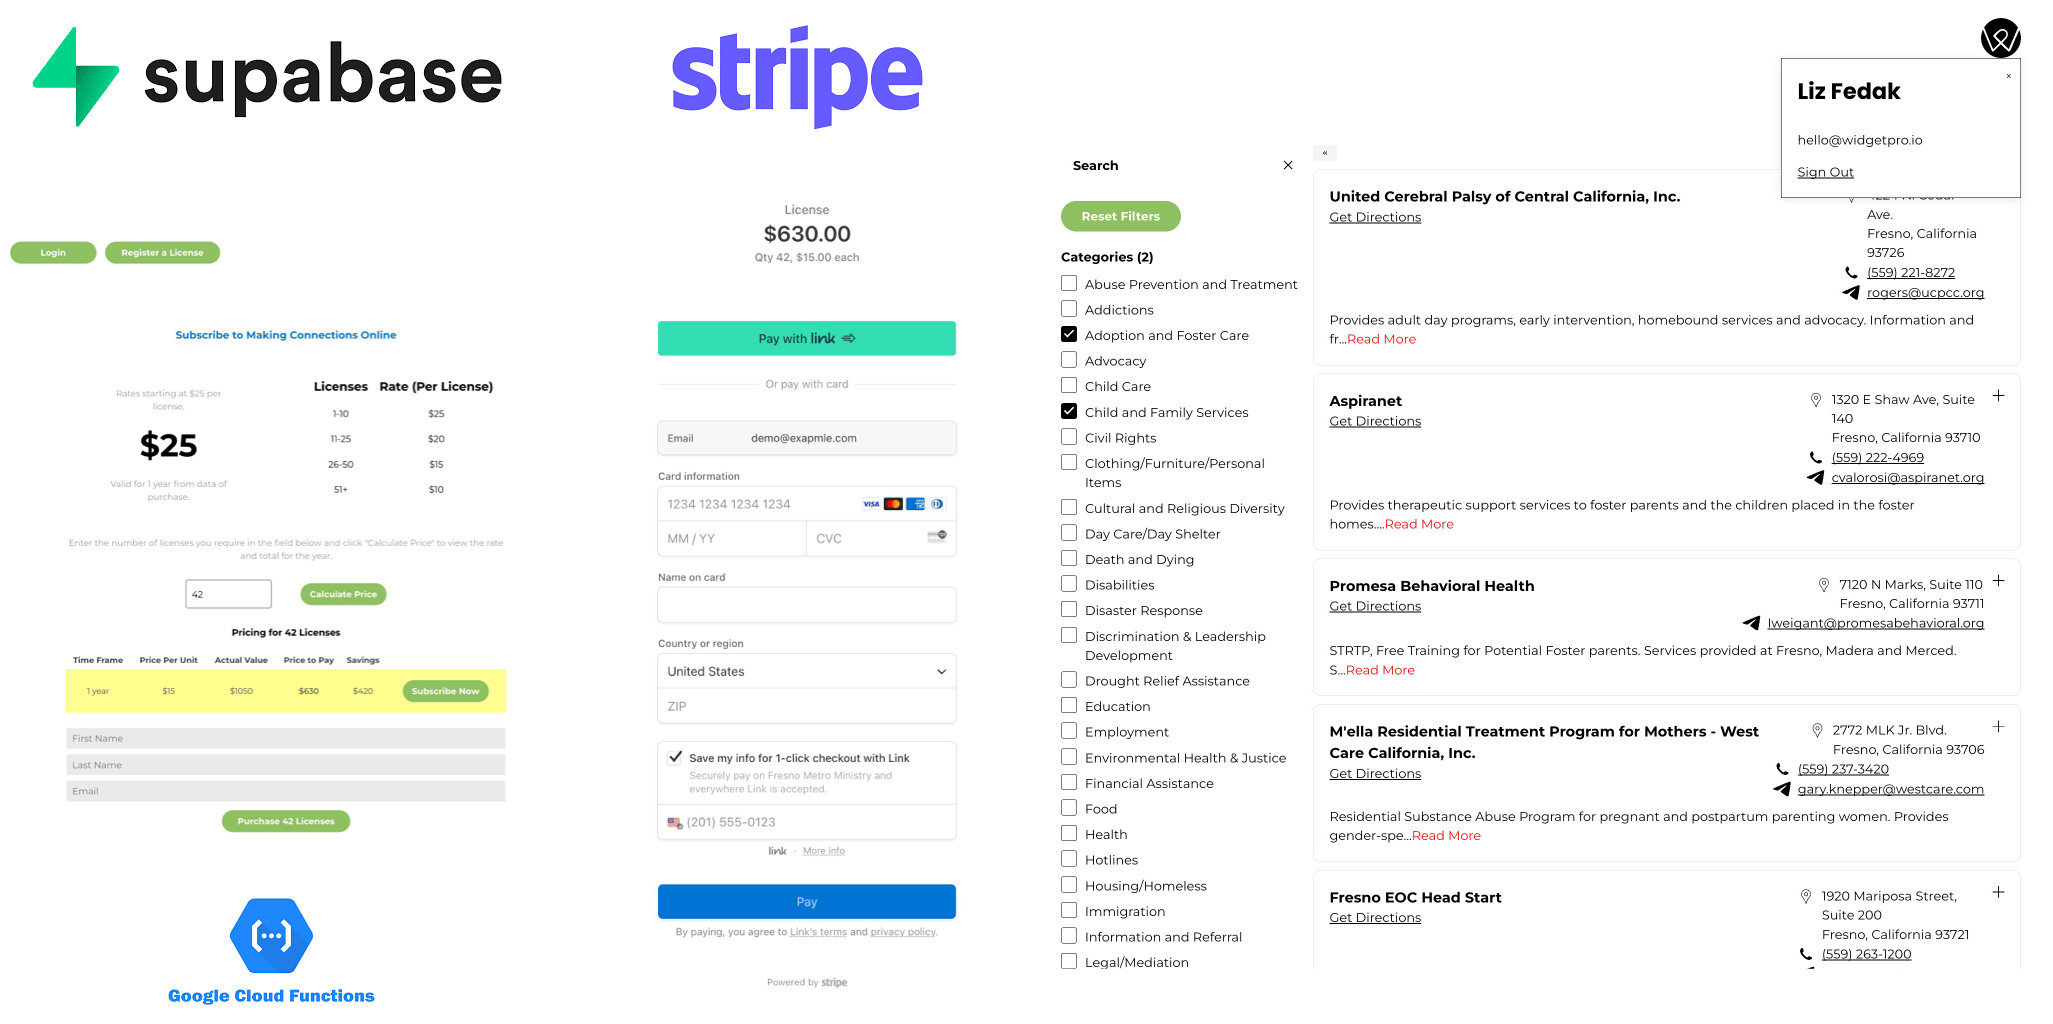 supabase
Login
Register a License
Subscribe to Making Connections Online
Rates starting at $25 per
license.
$25
Valid for 1 year from data of
purchase.
Licenses Rate (Per License)
1-10 $25
11-25 $20
26-50 $15
51+ $10
Enter the number of licenses you require in the field below and click "Calculate Price" to view the rate
and total for the year.
42
Calculate Price
Pricing for 42 Licenses
Time Frame Price Per Unit Actual Value Price to Pay Savings
1 year $15 $1050 $630 $420 Subscribe Now
First Name
Last Name
Email
Purchase 42 Licenses
Google Cloud Functions
stripe
License
$630.00
Qty 42, $15.00 each
Pay with link
Or pay with card
Email demo@exapmle.com
Card information
1234 1234 1234 1234 VISA
MM / YY CVC
Name on card
Country or region
United States
ZIP
Save my info for 1-click checkout with Link
Securely pay on Fresno Metro Ministry and
everywhere Link is accepted.
(201) 555-0123
link · More info
Pay
By paying, you agree to Link's terms and privacy policy.
Powered by stripe
Search
Reset Filters
Categories (2)
Abuse Prevention and Treatment
Addictions
Adoption and Foster Care
Advocacy
Child Care
Child and Family Services
Civil Rights
Clothing/Furniture/Personal
Items
Cultural and Religious Diversity
Day Care/Day Shelter
Death and Dying
Disabilities
Disaster Response
Discrimination & Leadership
Development
Drought Relief Assistance
Education
Employment
Environmental Health & Justice
Financial Assistance
Food
Health
Hotlines
Housing/Homeless
Immigration
Information and Referral
Legal/Mediation
«
Liz Fedak
hello@widgetpro.io
Sign Out
United Cerebral Palsy of Central California, Inc.
Get Directions
Ave.
Fresno, California
93726
(559) 221-8272
rogers@ucpcc.org
Provides adult day programs, early intervention, homebound services and advocacy. Information and
fr...Read More
Aspiranet
Get Directions
1320 E Shaw Ave, Suite
140
Fresno, California 93710
(559) 222-4969
cvalorosi@aspiranet.org
Provides therapeutic support services to foster parents and the children placed in the foster
homes....Read More
Promesa Behavioral Health
Get Directions
7120 N Marks, Suite 110
Fresno, California 93711
lweigant@promesabehavioral.org
STRTP, Free Training for Potential Foster parents. Services provided at Fresno, Madera and Merced.
S...Read More
M'ella Residential Treatment Program for Mothers - West
Care California, Inc.
Get Directions
2772 MLK Jr. Blvd.
Fresno, California 93706
(559) 237-3420
gary.knepper@westcare.com
Residential Substance Abuse Program for pregnant and postpartum parenting women. Provides
gender-spe...Read More
Fresno EOC Head Start
Get Directions
1920 Mariposa Street,
Suite 200
Fresno, California 93721
(559) 263-1200